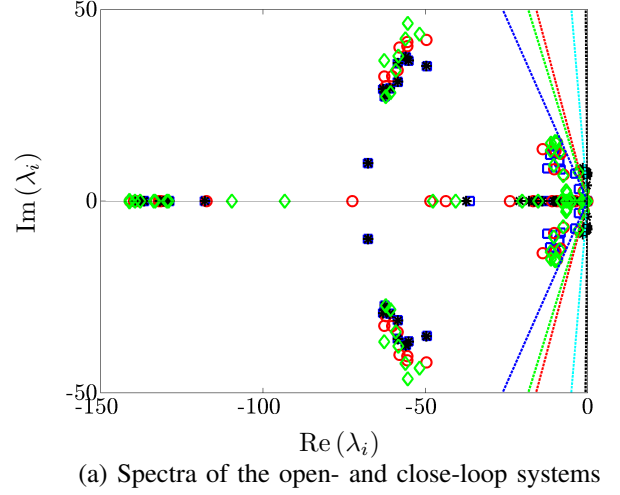 50
Im (λᵢ)
0
-50
-150
-100
-50
0
Re (λᵢ)
(a) Spectra of the open- and close-loop systems